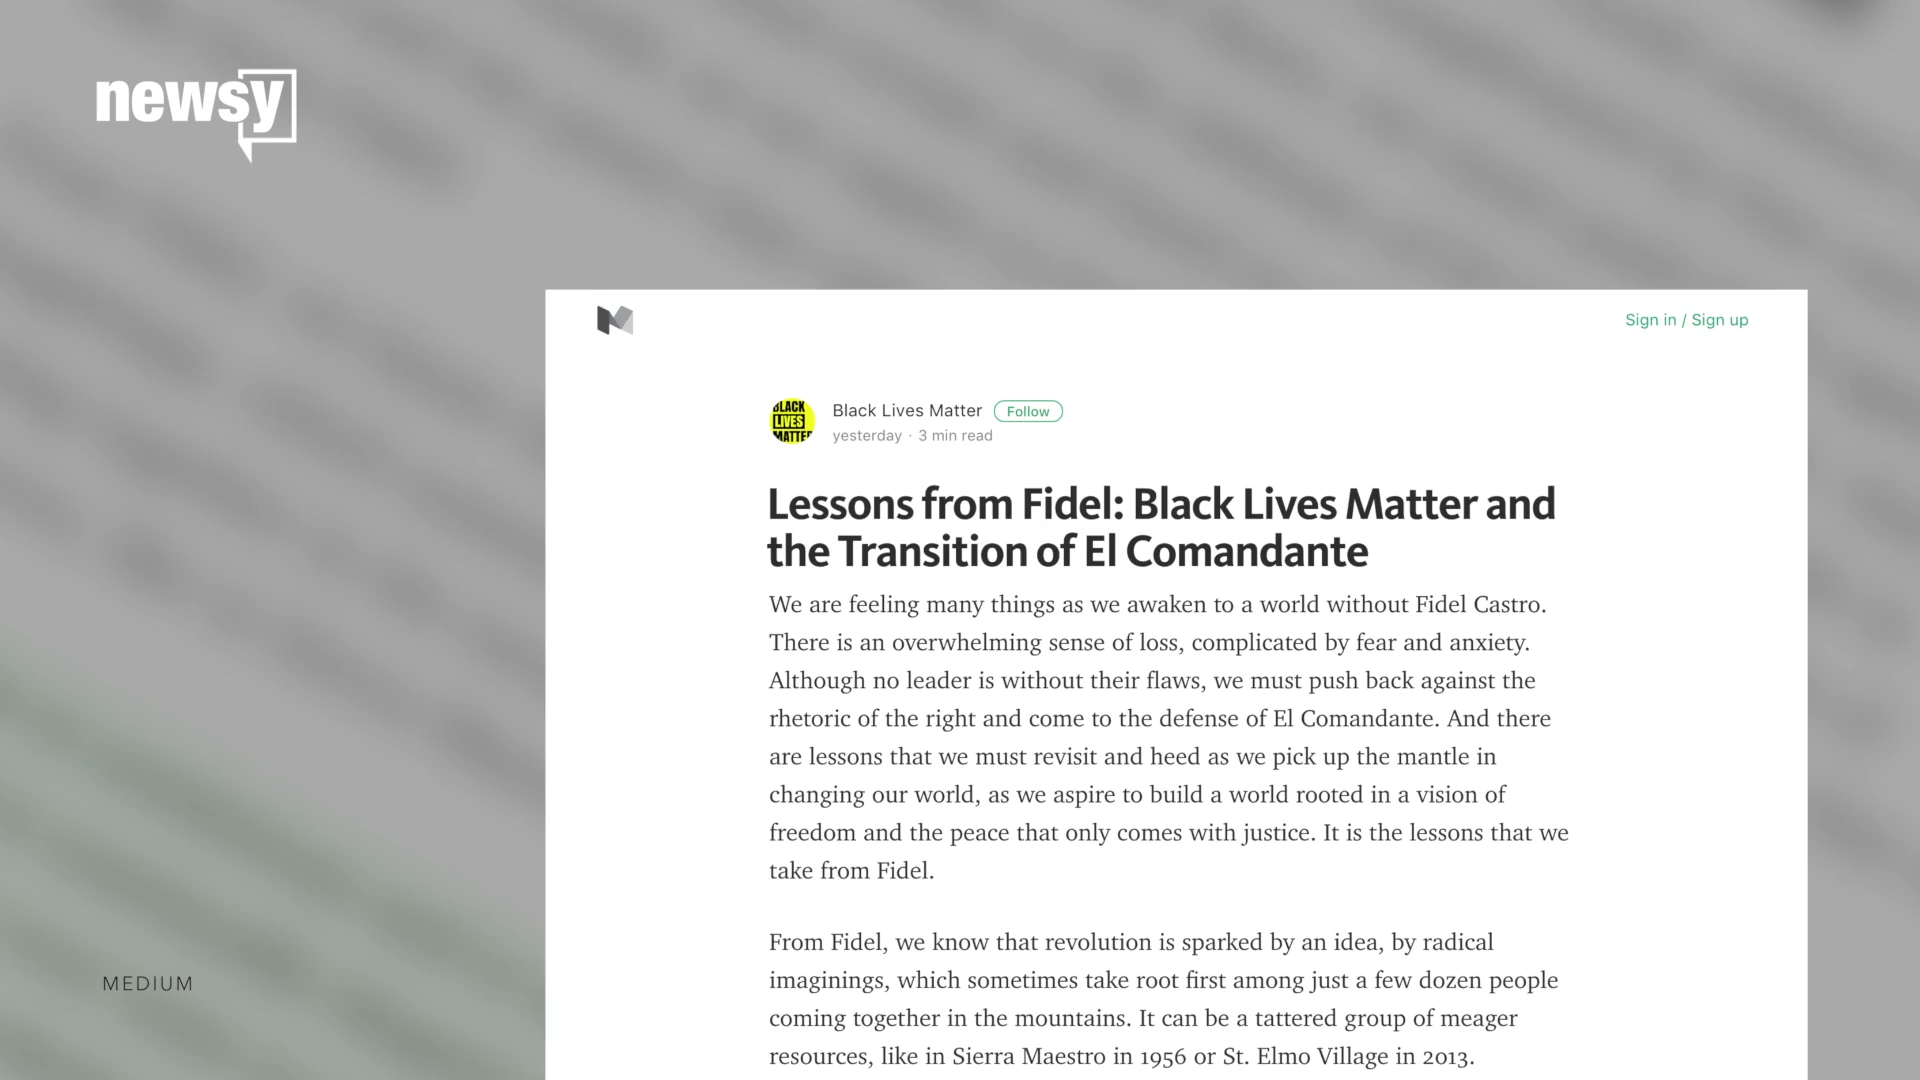 newsy
Sign in / Sign up
BLACK
LIVES
MATTER
Black Lives Matter Follow
yesterday · 3 min read
Lessons from Fidel: Black Lives Matter and
the Transition of El Comandante
We are feeling many things as we awaken to a world without Fidel Castro.
There is an overwhelming sense of loss, complicated by fear and anxiety.
Although no leader is without their flaws, we must push back against the
rhetoric of the right and come to the defense of El Comandante. And there
are lessons that we must revisit and heed as we pick up the mantle in
changing our world, as we aspire to build a world rooted in a vision of
freedom and the peace that only comes with justice. It is the lessons that we
take from Fidel.
From Fidel, we know that revolution is sparked by an idea, by radical
imaginings, which sometimes take root first among just a few dozen people
coming together in the mountains. It can be a tattered group of meager
resources, like in Sierra Maestro in 1956 or St. Elmo Village in 2013.
MEDIUM